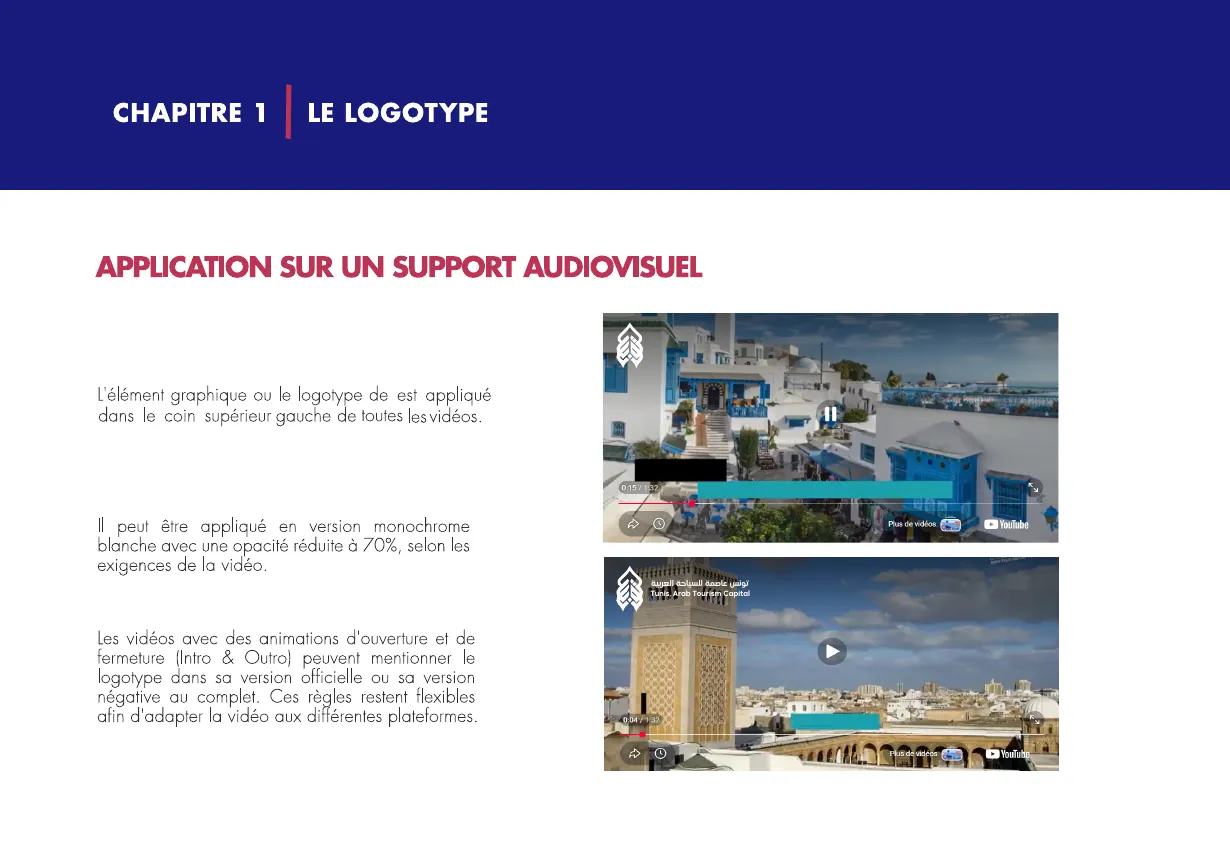 CHAPITRE 1 LE LOGOTYPE
APPLICATION SUR UN SUPPORT AUDIOVISUEL
L'élément graphique ou le logotype de est appliqué
dans le coin supérieur gauche de toutes les vidéos.
Il peut être appliqué en version monochrome
blanche avec une opacité réduite à 70%, selon les
exigences de la vidéo.
Les vidéos avec des animations d'ouverture et de
fermeture (Intro & Outro) peuvent mentionner le
logotype dans sa version officielle ou sa version
négative au complet. Ces règles restent flexibles
afin d'adapter la vidéo aux différentes plateformes.
0:15 / 1:32
Plus de vidéos
YouTube
تونس عاصمة للسياحة العربية
Tunis, Arab Tourism Capital
0:04 / 1:32
Plus de vidéos
YouTube